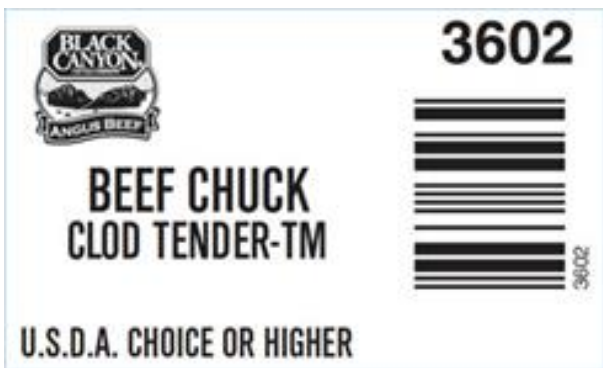 BLACK
CANYON
ANGUS BEEF
3602
BEEF CHUCK
CLOD TENDER-TM
3602
U.S.D.A. CHOICE OR HIGHER